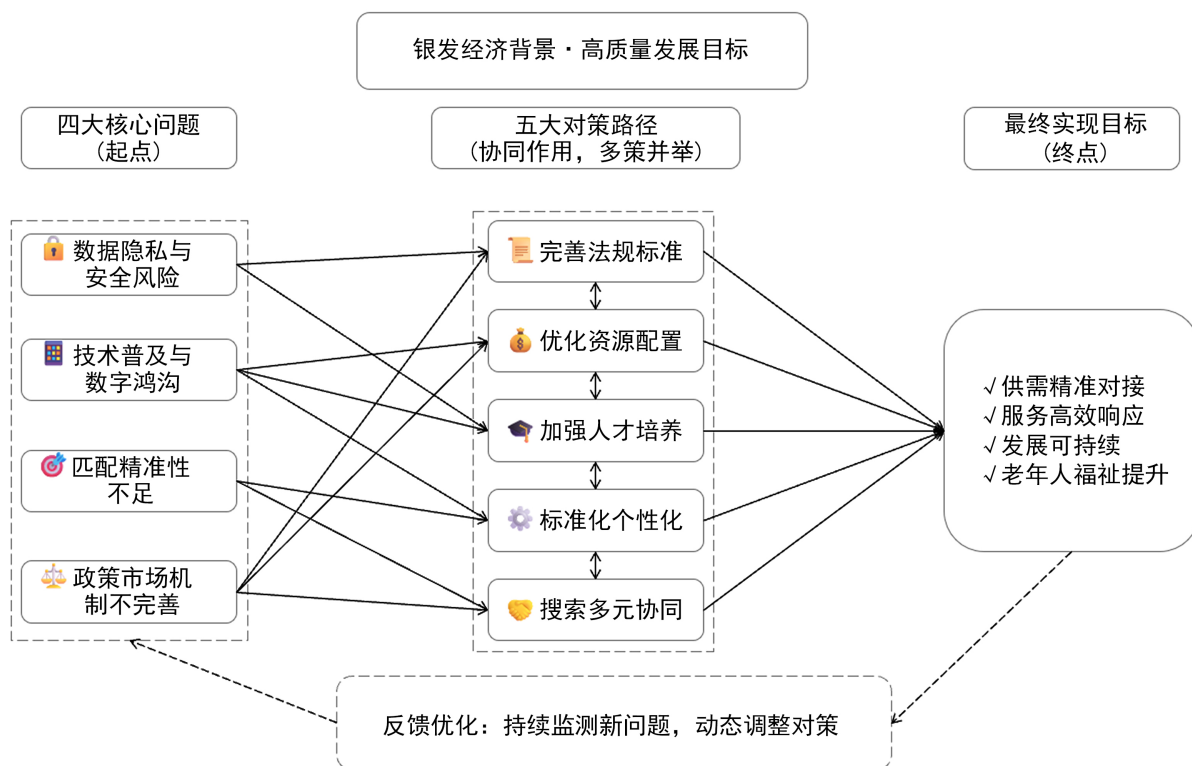 银发经济背景·高质量发展目标
四大核心问题
(起点)
五大对策路径
(协同作用，多策并举)
最终实现目标
(终点)
数据隐私与
安全风险
技术普及与
数字鸿沟
匹配精准性
不足
政策市场机
制不完善
完善法规标准
优化资源配置
加强人才培养
标准化个性化
搜索多元协同
√供需精准对接
√服务高效响应
√发展可持续
√老年人福祉提升
反馈优化：持续监测新问题，动态调整对策